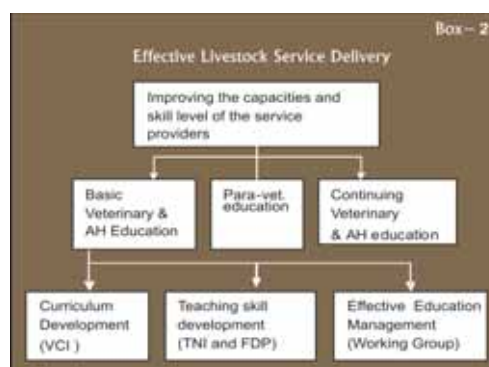 Box– 2
Effective Livestock Service Delivery
Improving the capacities and
skill level of the service
providers
Basic
Veterinary &
AH Education
Para-vet.
education
Continuing
Veterinary
& AH education
Curriculum
Development
(VCI )
Teaching skill
development
(TNI and FDP)
Effective Education
Management
(Working Group)